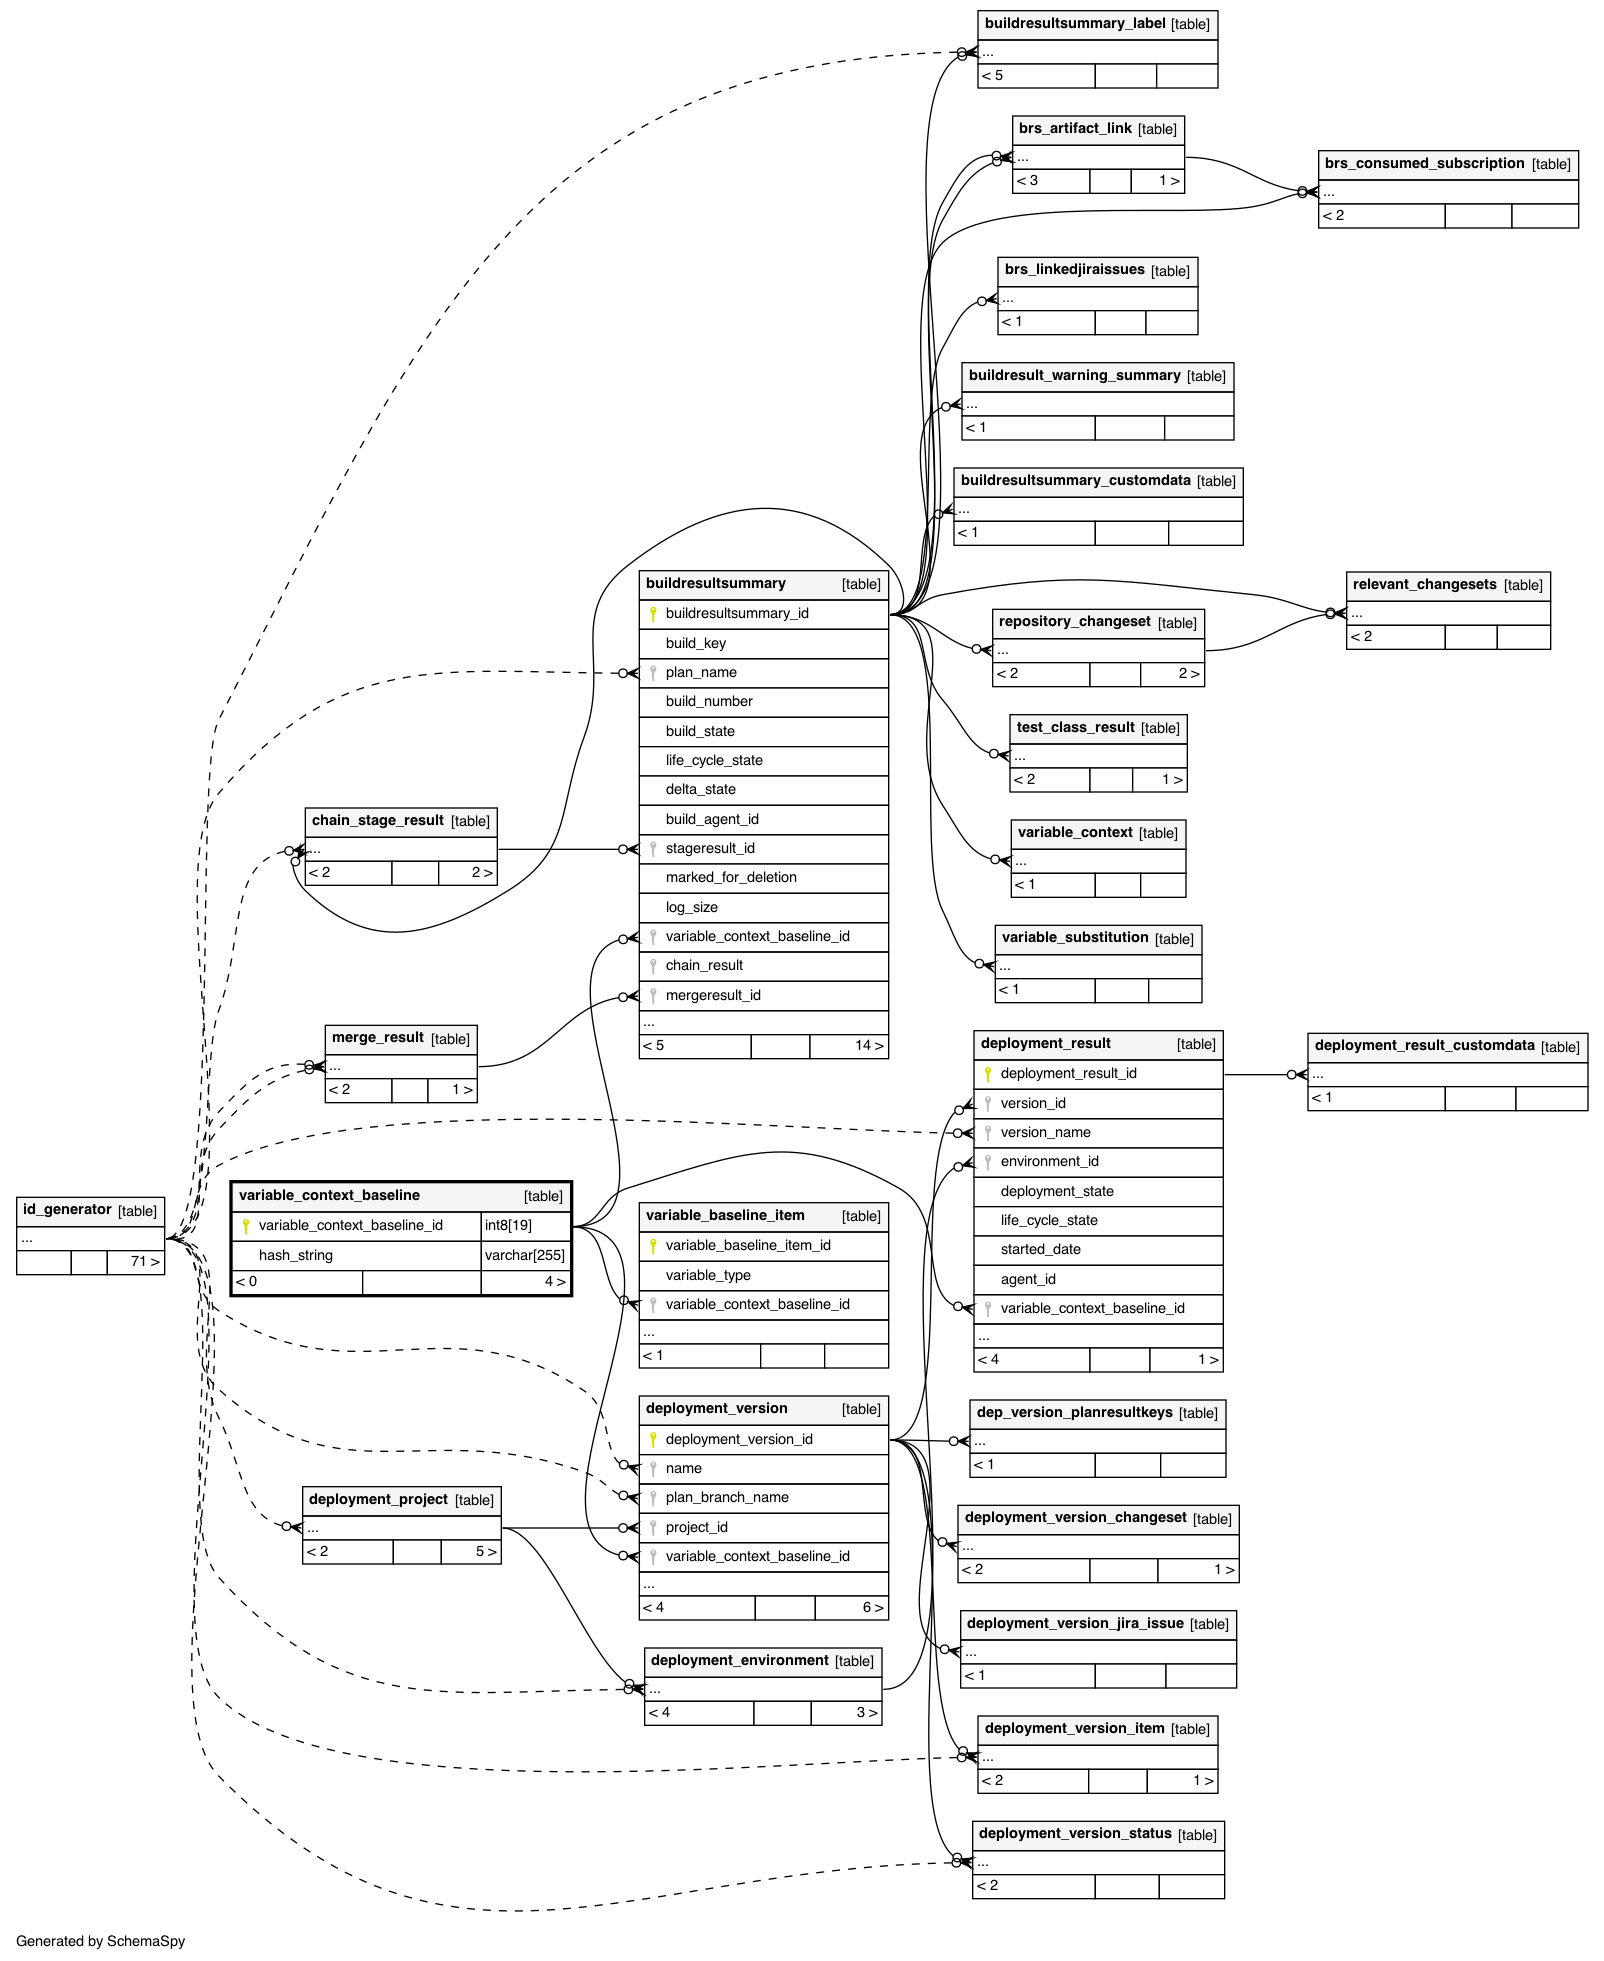 buildresultsummary_label [table]
...
< 5
brs_artifact_link [table]
...
< 3 1 >
brs_consumed_subscription [table]
...
< 2
brs_linkedjiraissues [table]
...
< 1
buildresult_warning_summary [table]
...
< 1
buildresultsummary_customdata [table]
...
< 1
buildresultsummary [table]
buildresultsummary_id
build_key
plan_name
build_number
build_state
life_cycle_state
delta_state
build_agent_id
stageresult_id
marked_for_deletion
log_size
variable_context_baseline_id
chain_result
mergeresult_id
...
< 5 14 >
relevant_changesets [table]
...
< 2
repository_changeset [table]
...
< 2 2 >
test_class_result [table]
...
< 2 1 >
chain_stage_result [table]
...
< 2 2 >
variable_context [table]
...
< 1
variable_substitution [table]
...
< 1
merge_result [table]
...
< 2 1 >
deployment_result [table]
deployment_result_id
version_id
version_name
environment_id
deployment_state
life_cycle_state
started_date
agent_id
variable_context_baseline_id
...
< 4 1 >
deployment_result_customdata [table]
...
< 1
id_generator [table]
...
71 >
variable_context_baseline [table]
variable_context_baseline_id int8[19]
hash_string varchar[255]
< 0 4 >
variable_baseline_item [table]
variable_baseline_item_id
variable_type
variable_context_baseline_id
...
< 1
deployment_version [table]
deployment_version_id
name
plan_branch_name
project_id
variable_context_baseline_id
...
< 4 6 >
dep_version_planresultkeys [table]
...
< 1
deployment_project [table]
...
< 2 5 >
deployment_version_changeset [table]
...
< 2 1 >
deployment_version_jira_issue [table]
...
< 1
deployment_environment [table]
...
< 4 3 >
deployment_version_item [table]
...
< 2 1 >
deployment_version_status [table]
...
< 2
Generated by SchemaSpy